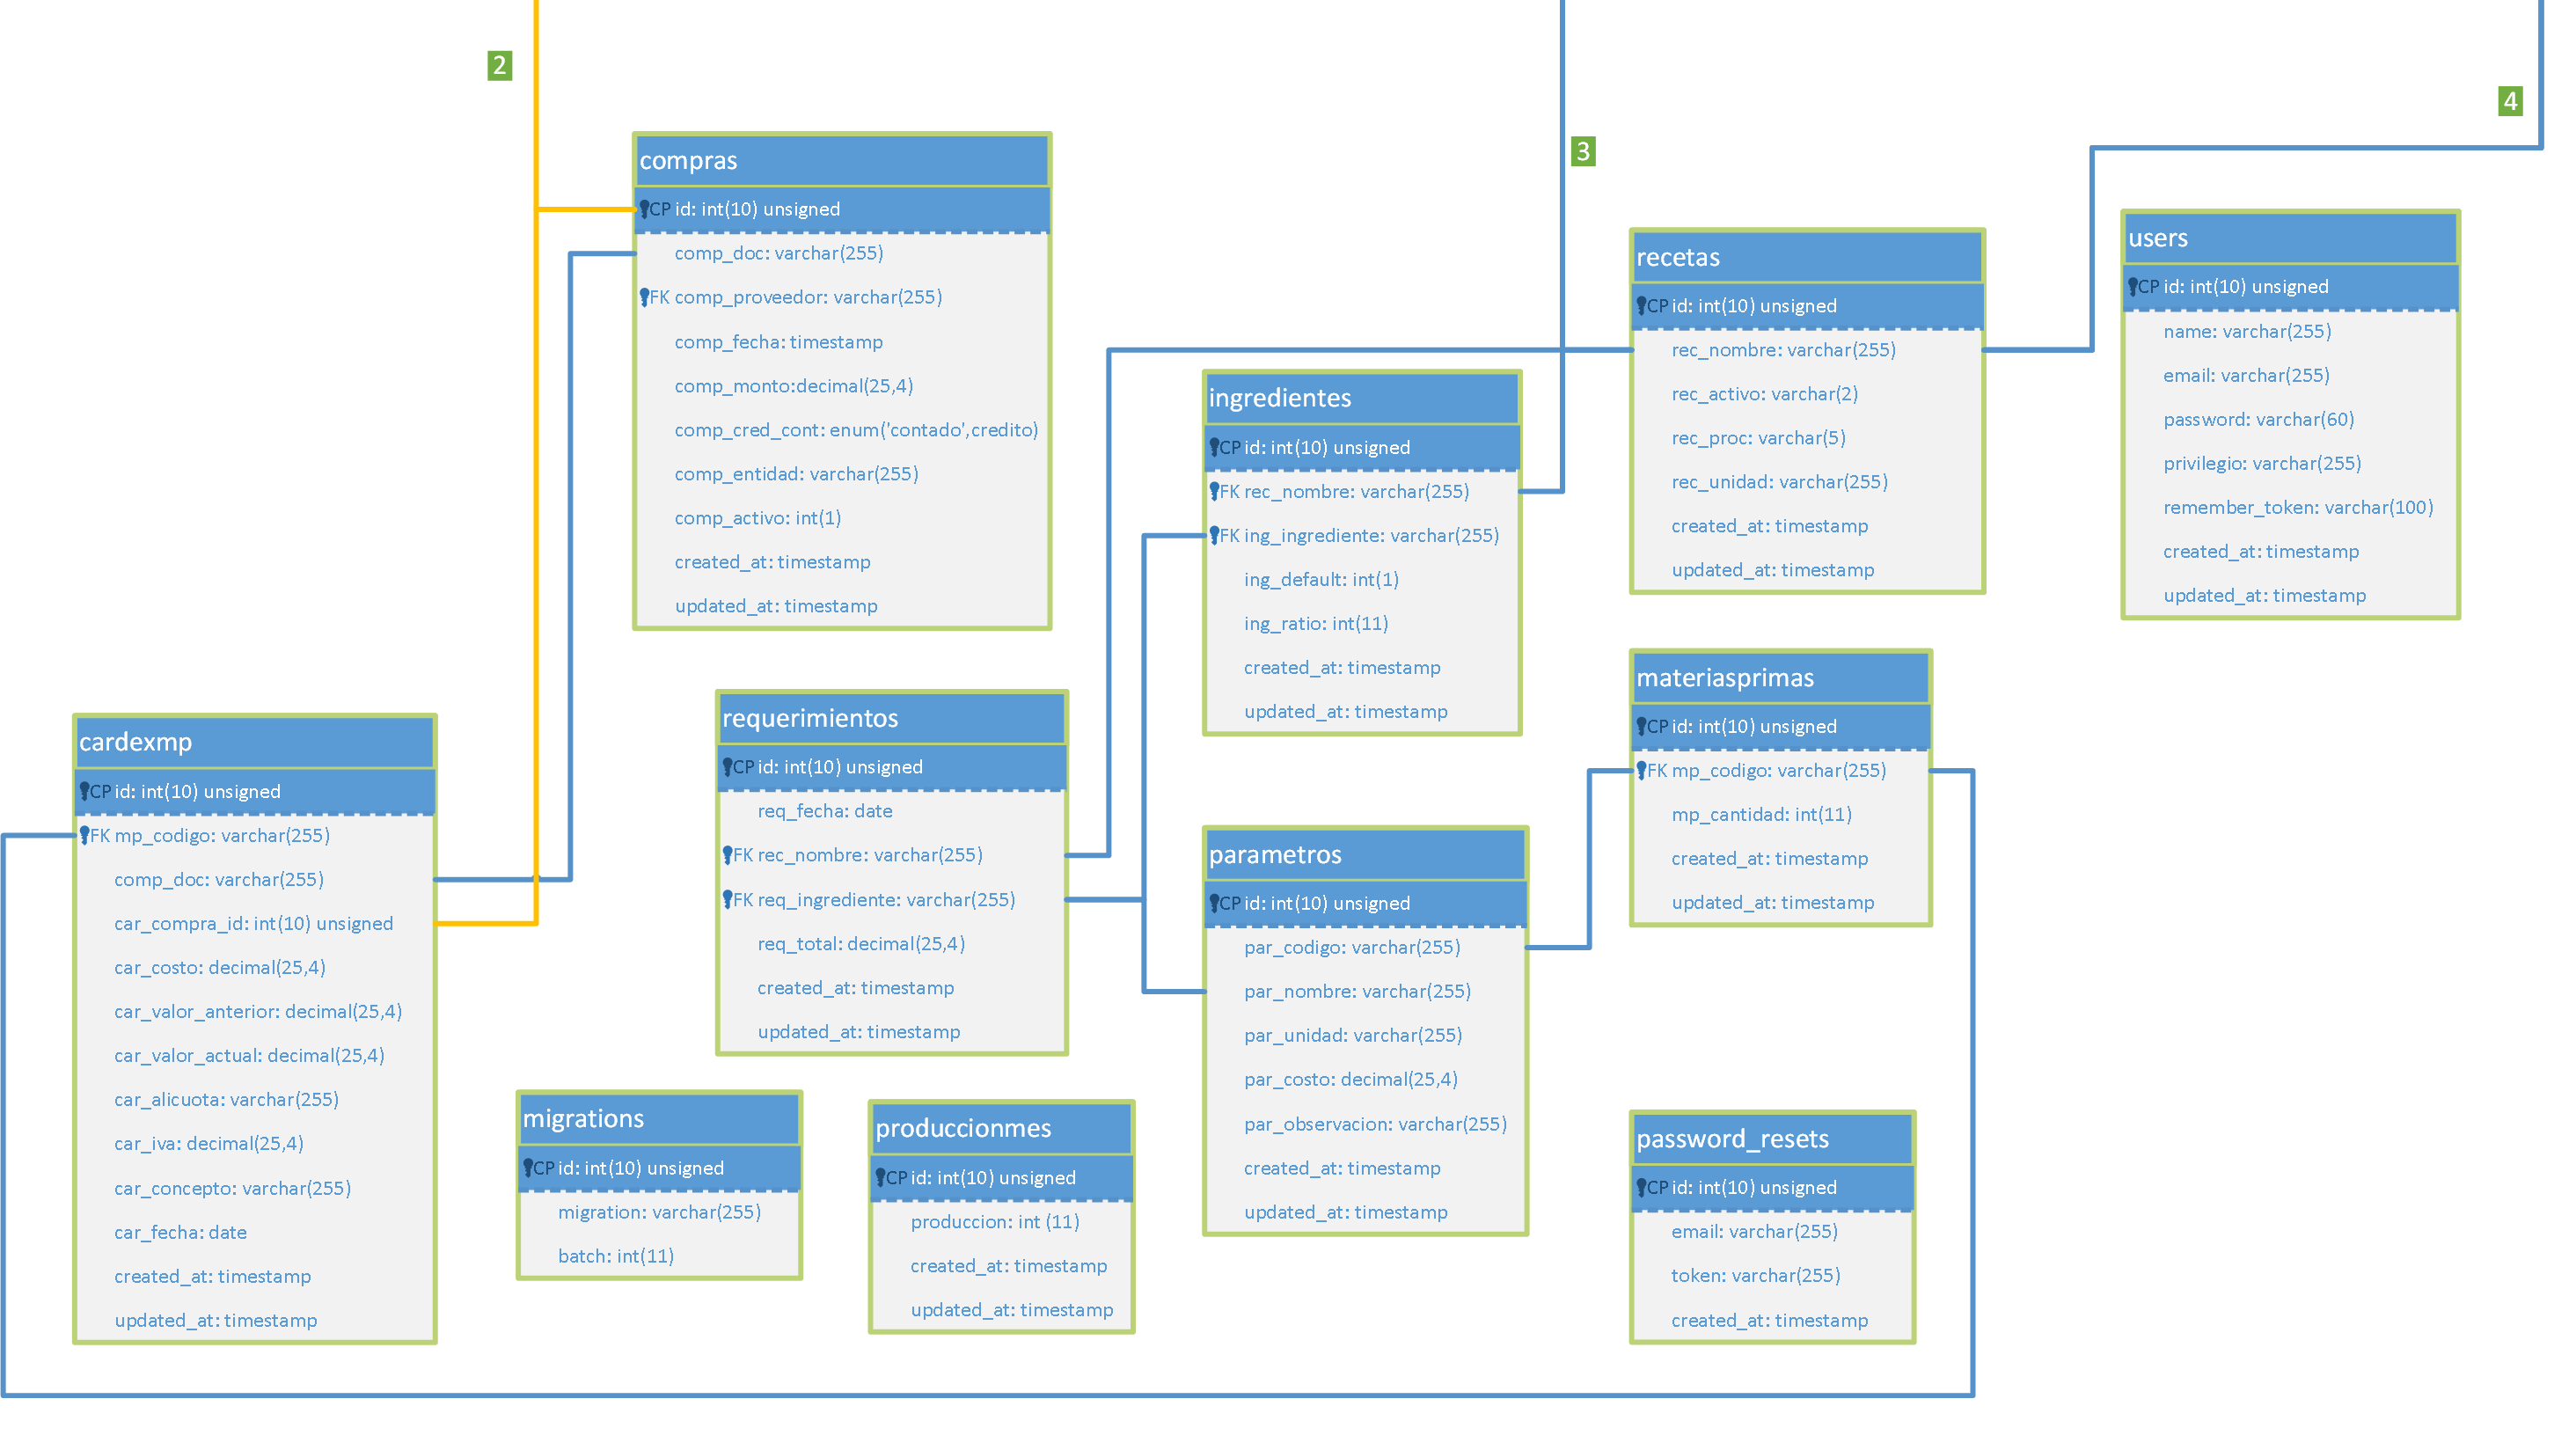 2
4
3
compras
CP id: int(10) unsigned
comp_doc: varchar(255)
FK comp_proveedor: varchar(255)
comp_fecha: timestamp
comp_monto:decimal(25,4)
comp_cred_cont: enum('contado',credito)
comp_entidad: varchar(255)
comp_activo: int(1)
created_at: timestamp
updated_at: timestamp
recetas
CP id: int(10) unsigned
rec_nombre: varchar(255)
rec_activo: varchar(2)
rec_proc: varchar(5)
rec_unidad: varchar(255)
created_at: timestamp
updated_at: timestamp
users
CP id: int(10) unsigned
name: varchar(255)
email: varchar(255)
password: varchar(60)
privilegio: varchar(255)
remember_token: varchar(100)
created_at: timestamp
updated_at: timestamp
ingredientes
CP id: int(10) unsigned
FK rec_nombre: varchar(255)
FK ing_ingrediente: varchar(255)
ing_default: int(1)
ing_ratio: int(11)
created_at: timestamp
updated_at: timestamp
cardexmp
CP id: int(10) unsigned
FK mp_codigo: varchar(255)
comp_doc: varchar(255)
car_compra_id: int(10) unsigned
car_costo: decimal(25,4)
car_valor_anterior: decimal(25,4)
car_valor_actual: decimal(25,4)
car_alicuota: varchar(255)
car_iva: decimal(25,4)
car_concepto: varchar(255)
car_fecha: date
created_at: timestamp
updated_at: timestamp
requerimientos
CP id: int(10) unsigned
req_fecha: date
FK rec_nombre: varchar(255)
FK req_ingrediente: varchar(255)
req_total: decimal(25,4)
created_at: timestamp
updated_at: timestamp
materiasprimas
CP id: int(10) unsigned
FK mp_codigo: varchar(255)
mp_cantidad: int(11)
created_at: timestamp
updated_at: timestamp
parametros
CP id: int(10) unsigned
par_codigo: varchar(255)
par_nombre: varchar(255)
par_unidad: varchar(255)
par_costo: decimal(25,4)
par_observacion: varchar(255)
created_at: timestamp
updated_at: timestamp
migrations
CP id: int(10) unsigned
migration: varchar(255)
batch: int(11)
produccionmes
CP id: int(10) unsigned
produccion: int (11)
created_at: timestamp
updated_at: timestamp
password_resets
CP id: int(10) unsigned
email: varchar(255)
token: varchar(255)
created_at: timestamp